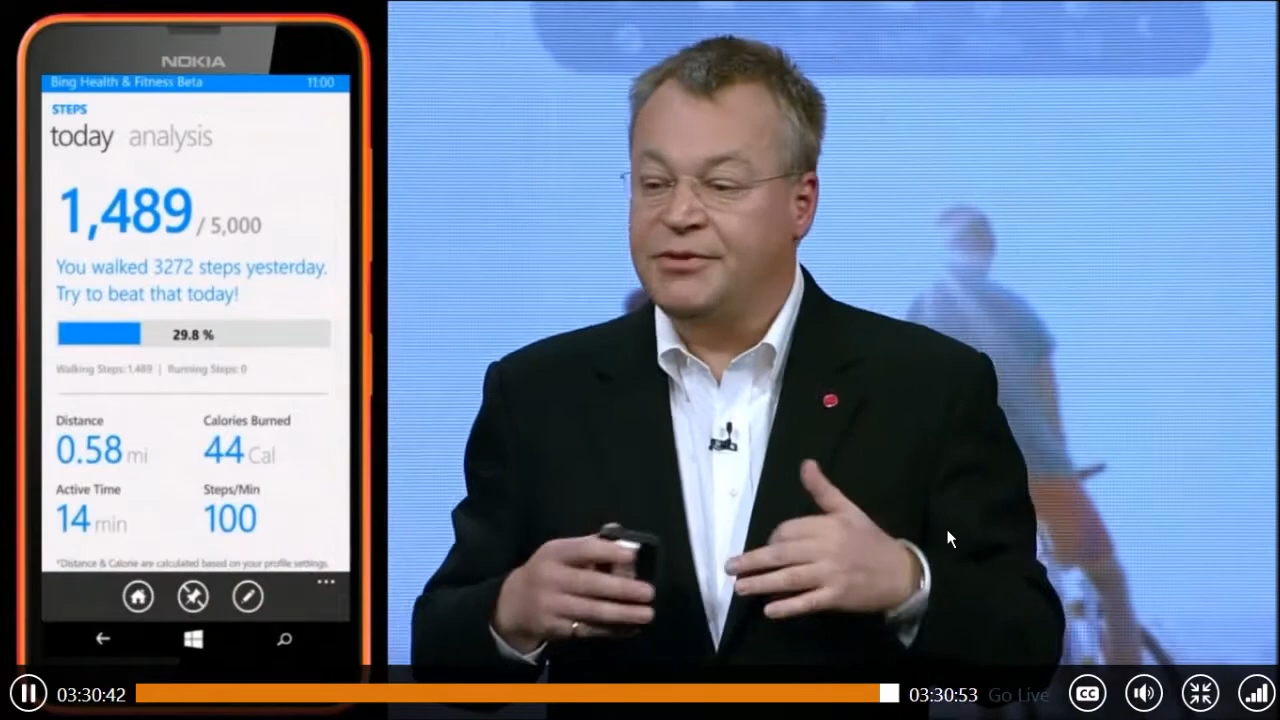 NOKIA
Bing Health & Fitness Beta 11:00
STEPS
today analysis
1,489 / 5,000
You walked 3272 steps yesterday.
Try to beat that today!
29.8 %
Walking Steps: 1,489 | Running Steps: 0
Distance Calories Burned
0.58 mi 44 Cal
Active Time Steps/Min
14 min 100
*Distance & Calorie are calculated based on your profile settings.
03:30:42 03:30:53 Go Live CC